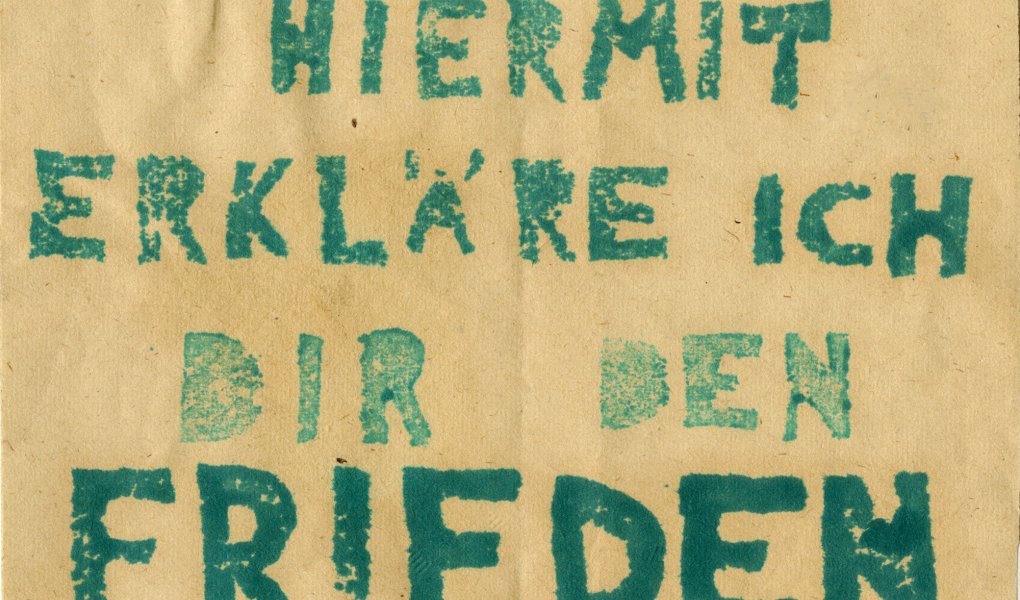 HIERMIT
ERKLÄRE ICH
DIR DEN
FRIEDEN